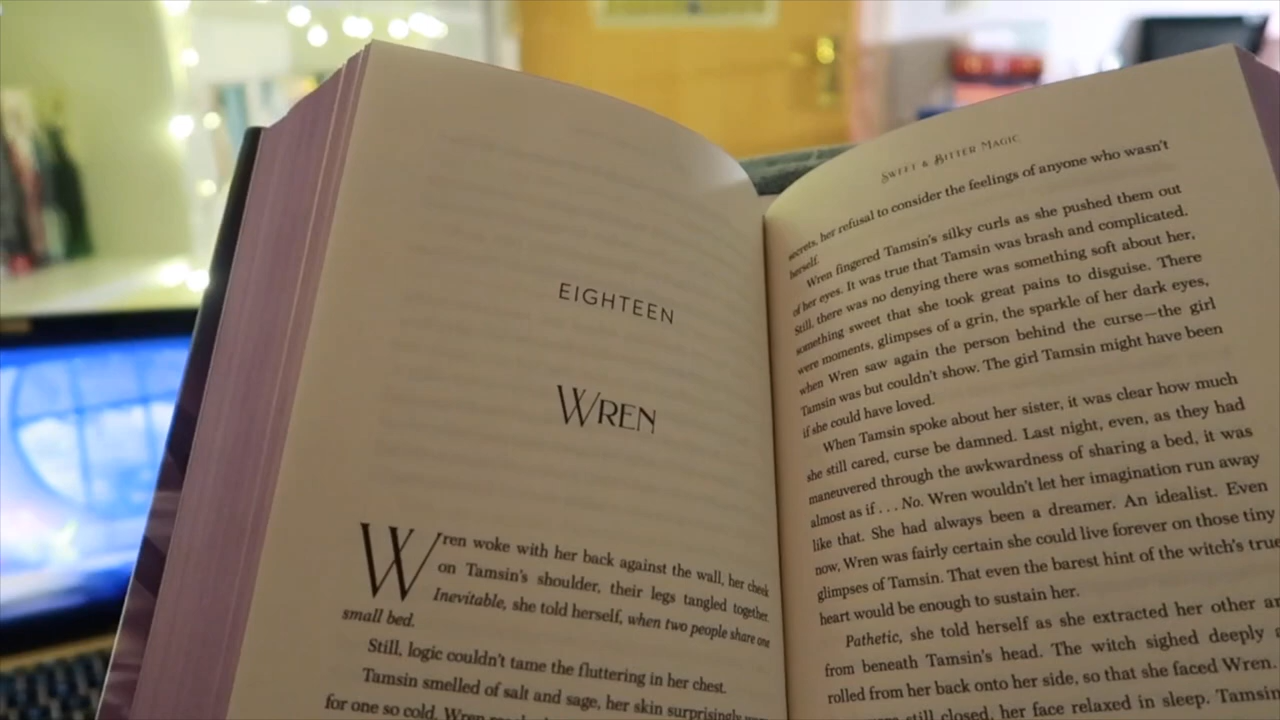 EIGHTEEN
WREN
Wren woke with her back against the wall, her cheek
on Tamsin's shoulder, their legs tangled together.
Inevitable, she told herself, when two people share one
small bed.
Still, logic couldn't tame the fluttering in her chest.
Tamsin smelled of salt and sage, her skin surprisingly
for one so cold. Wren
SWEET & BITTER MAGIC
secrets, her refusal to consider the feelings of anyone who wasn't
herself.
Wren fingered Tamsin's silky curls as she pushed them out
of her eyes. It was true that Tamsin was brash and complicated.
Still, there was no denying there was something soft about her,
something sweet that she took great pains to disguise. There
were moments, glimpses of a grin, the sparkle of her dark eyes,
when Wren saw again the person behind the curse—the girl
Tamsin was but couldn't show. The girl Tamsin might have been
if she could have loved.
When Tamsin spoke about her sister, it was clear how much
she still cared, curse be damned. Last night, even, as they had
maneuvered through the awkwardness of sharing a bed, it was
almost as if . . . No. Wren wouldn't let her imagination run away
like that. She had always been a dreamer. An idealist. Even
now, Wren was fairly certain she could live forever on those tiny
glimpses of Tamsin. That even the barest hint of the witch's true
heart would be enough to sustain her.
Pathetic, she told herself as she extracted her other
from beneath Tamsin's head. The witch sighed deeply
rolled from her back onto her side, so that she faced Wren.
still closed, her face relaxed in sleep. Tamsin